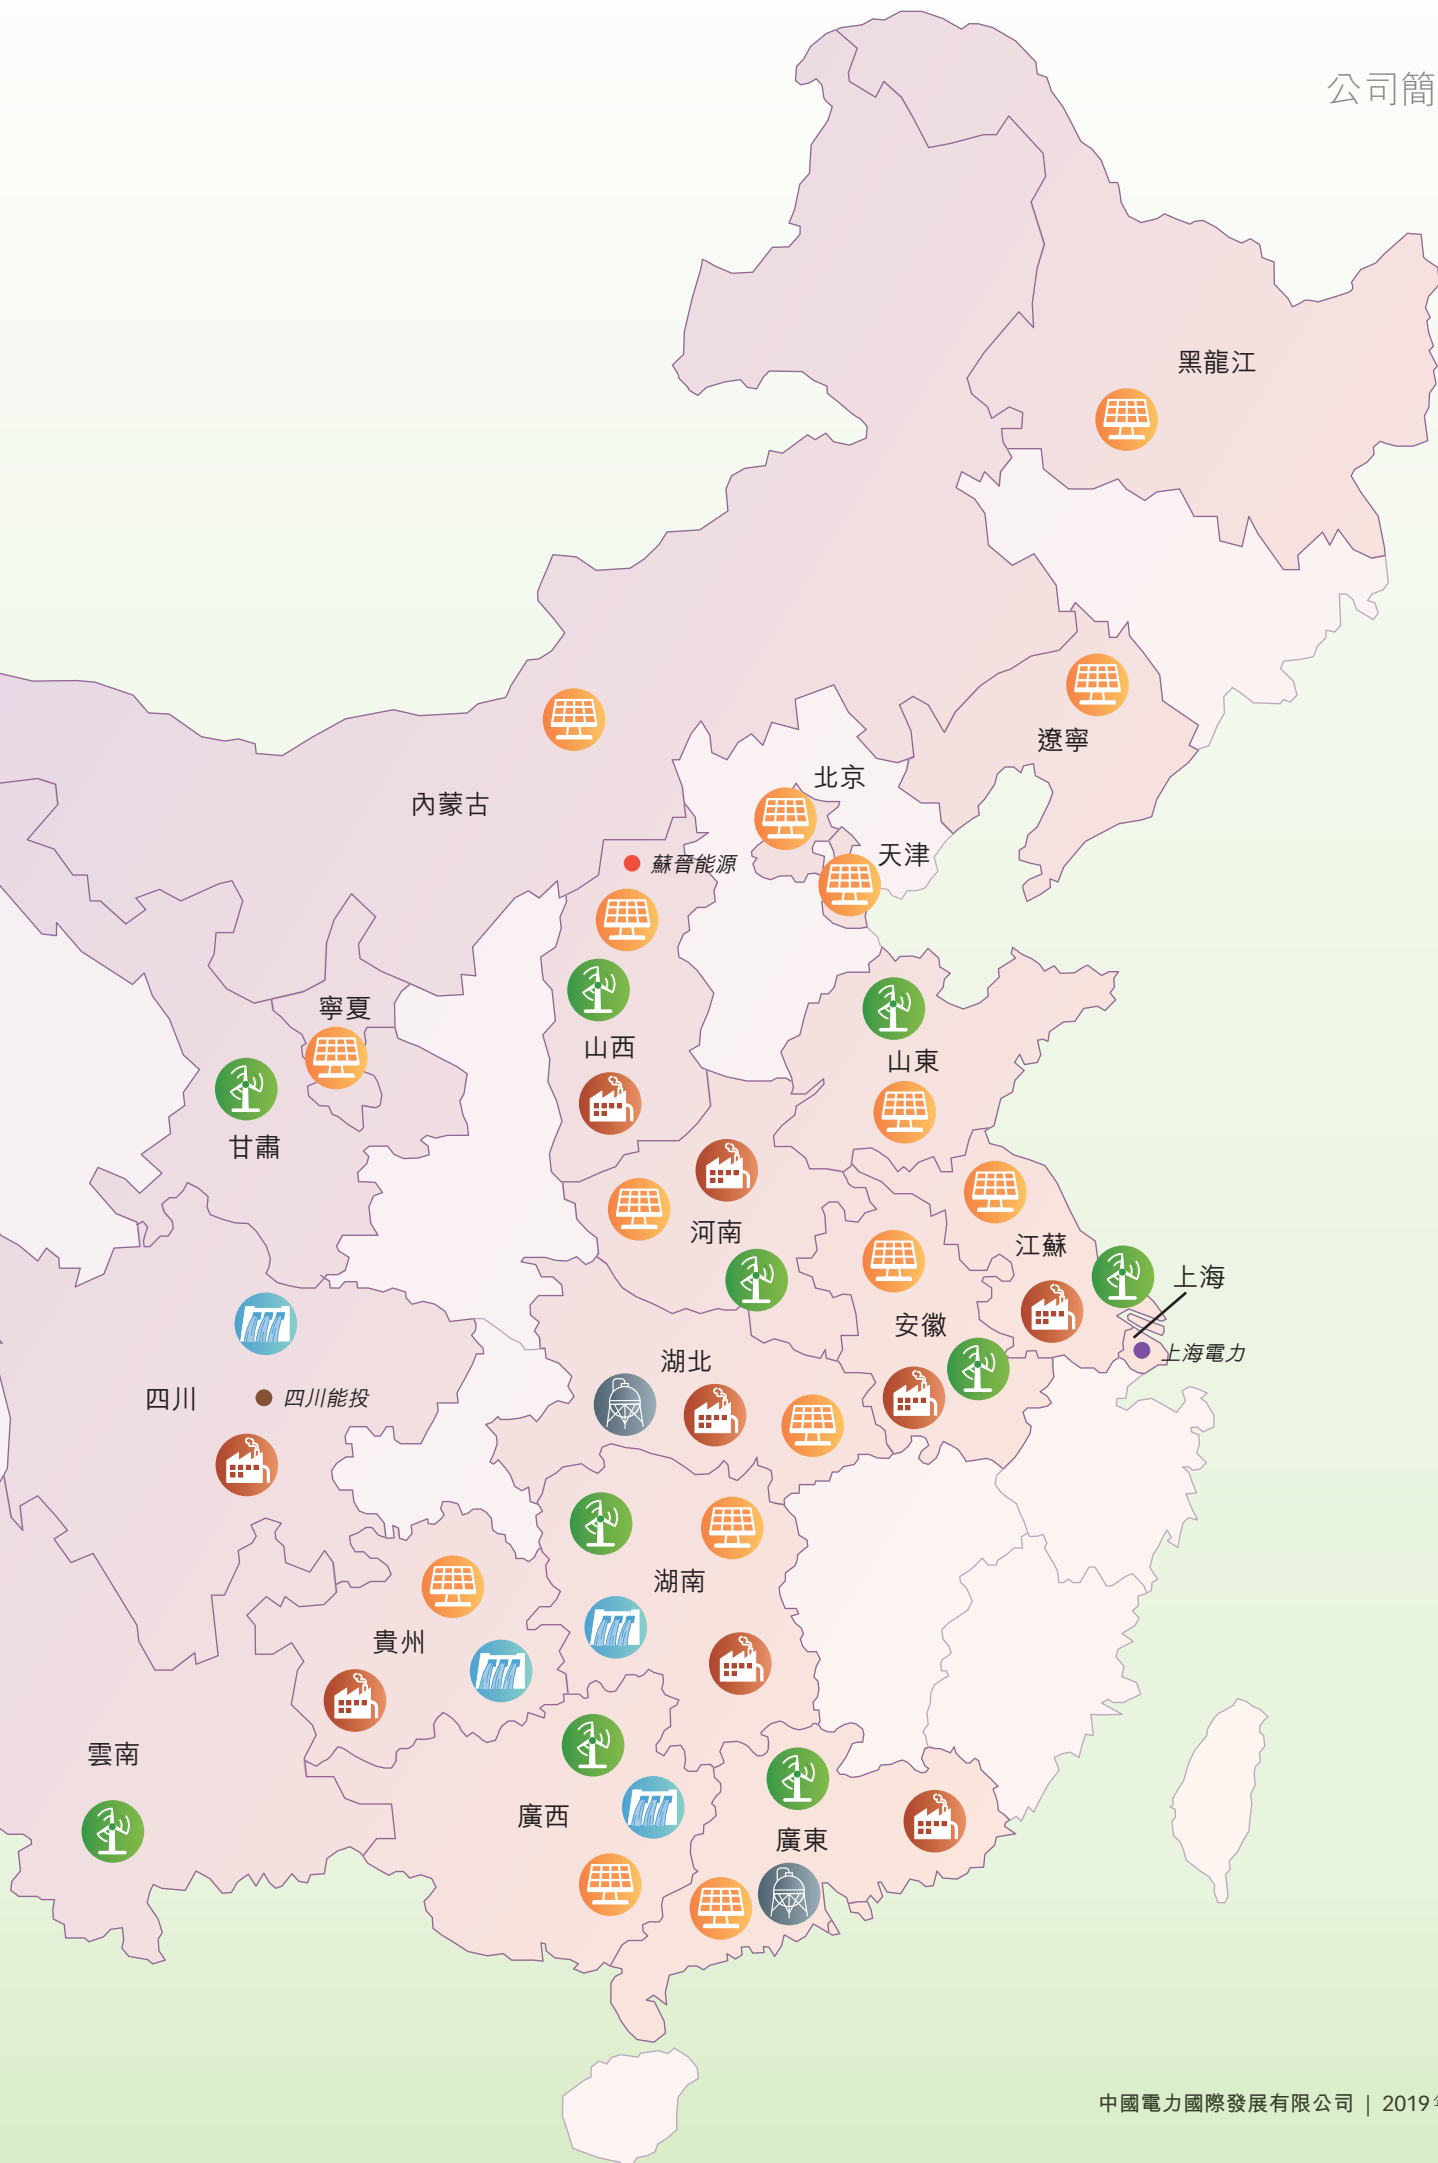 公司簡
黑龍江
遼寧
北京
內蒙古
天津
蘇晉能源
寧夏
山西
山東
甘肅
河南
江蘇
上海
安徽
上海電力
湖北
四川
四川能投
湖南
貴州
雲南
廣西
廣東
中國電力國際發展有限公司 | 2019